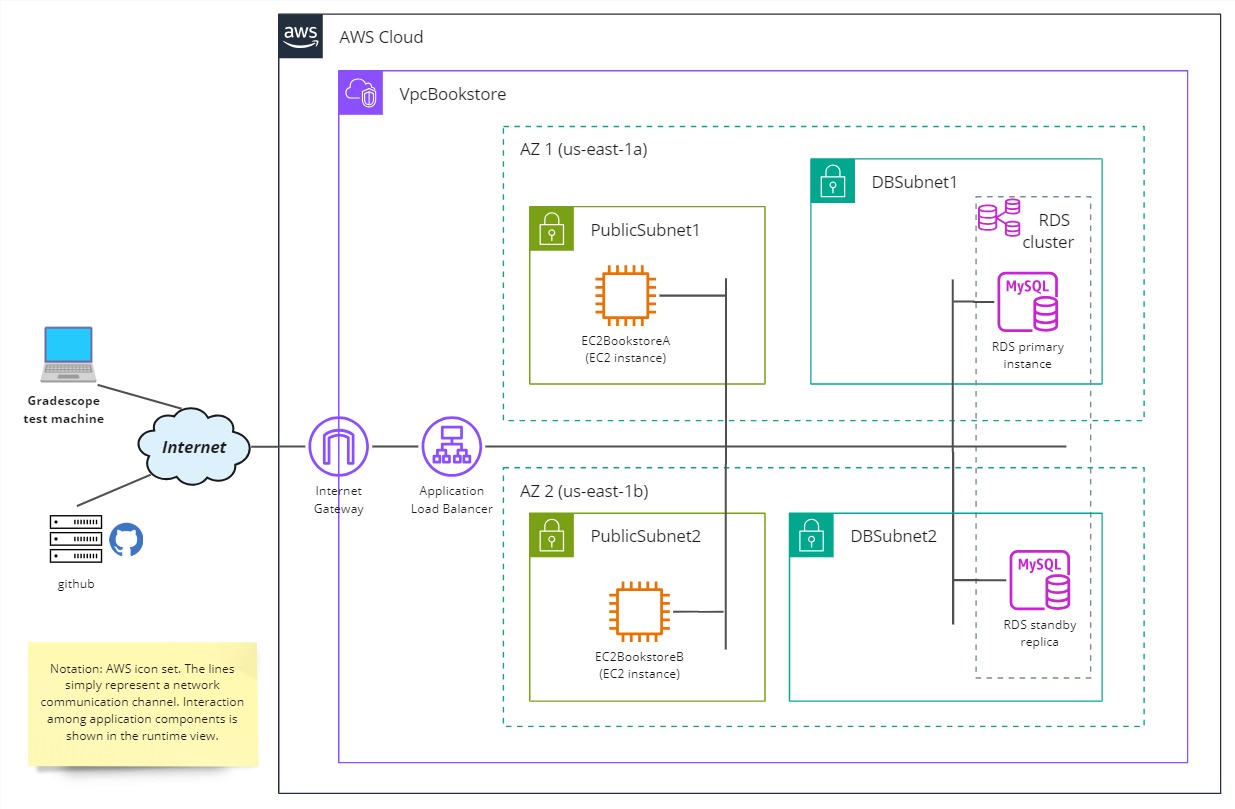 aws
AWS Cloud
VpcBookstore
AZ 1 (us-east-1a)
DBSubnet1
PublicSubnet1
RDS
cluster
MySQL
EC2BookstoreA
(EC2 instance)
RDS primary
instance
Gradescope
test machine
Internet
Internet
Gateway
Application
Load Balancer
AZ 2 (us-east-1b)
PublicSubnet2
DBSubnet2
MySQL
github
RDS standby
replica
EC2BookstoreB
(EC2 instance)
Notation: AWS icon set. The lines
simply represent a network
communication channel. Interaction
among application components is
shown in the runtime view.